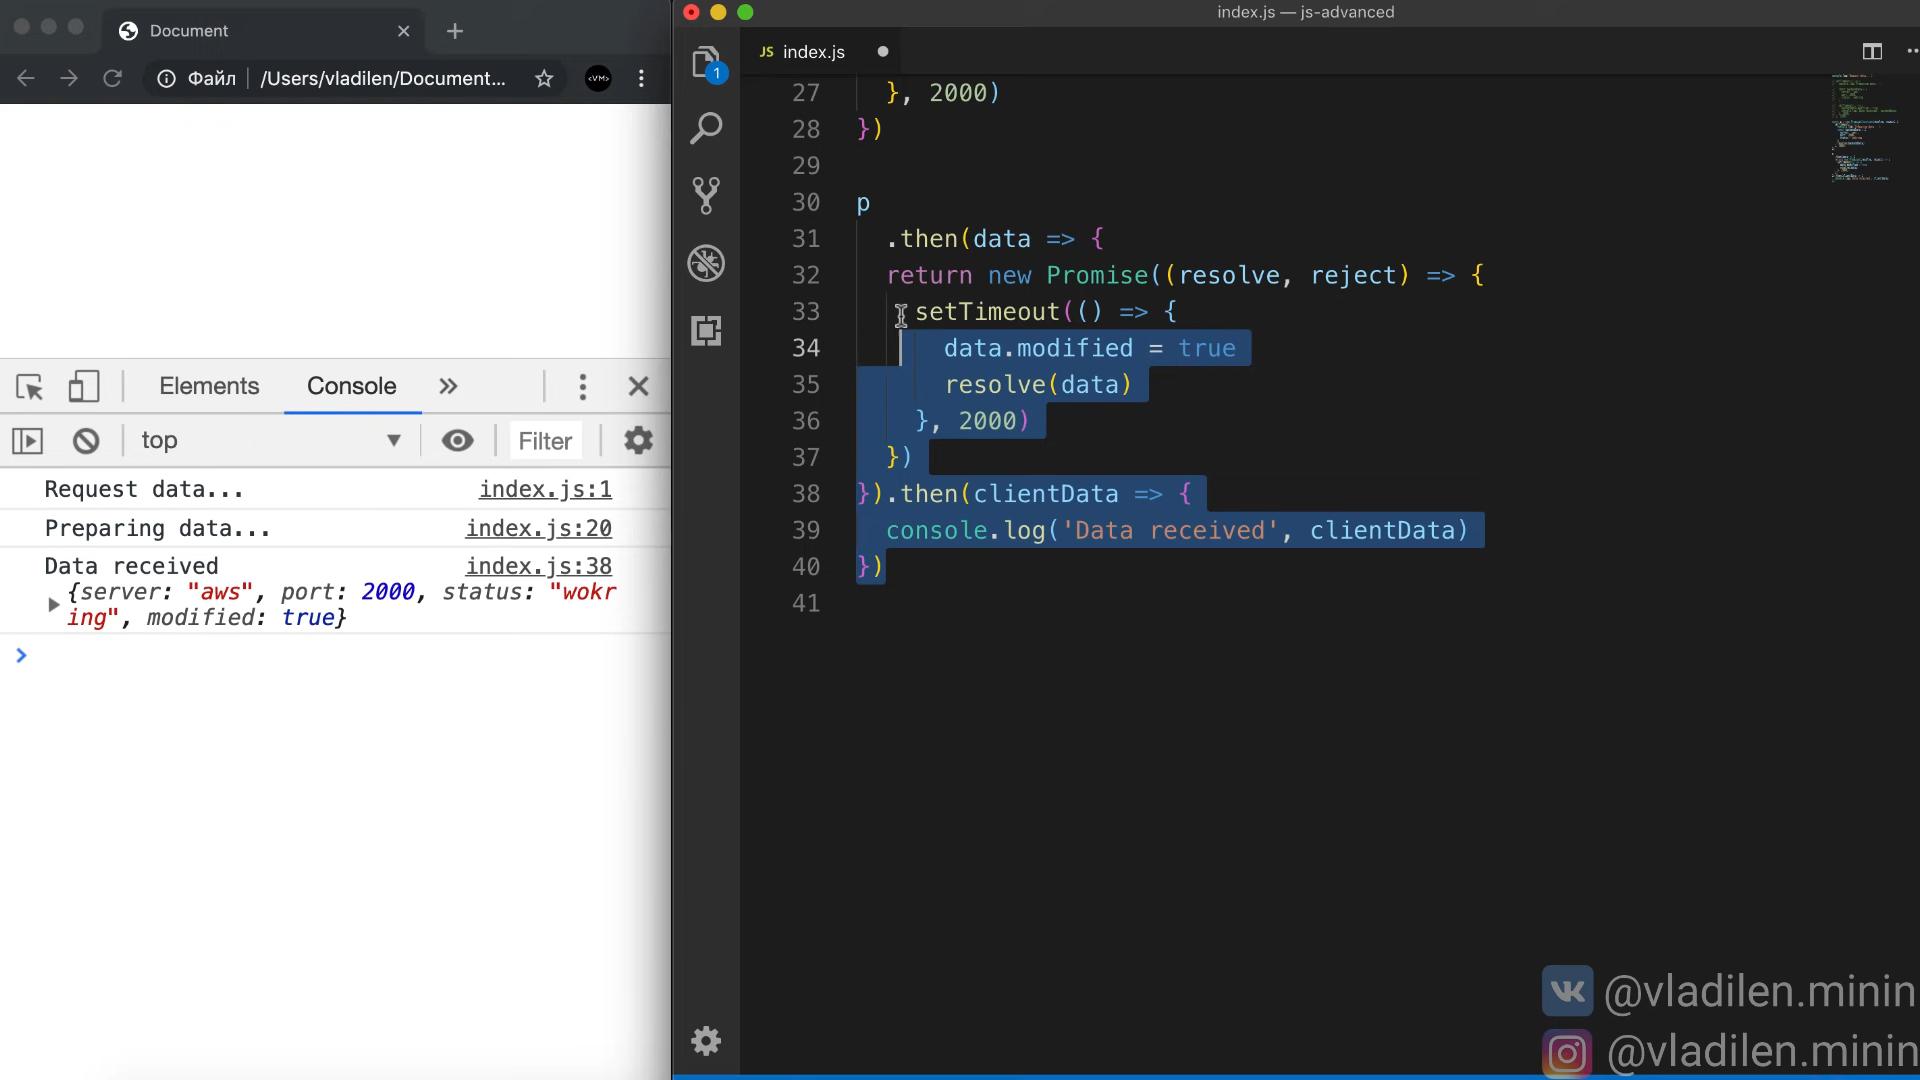 Document
Файл
/Users/vladilen/Document...
Elements
Console
top
Filter
Request data...
index.js:1
Preparing data...
index.js:20
Data received
index.js:38
{server: "aws", port: 2000, status: "wokr
ing", modified: true}
index.js — js-advanced
JS index.js
1
27 }, 2000)
28 })
29
30 p
31 .then(data => {
32 return new Promise((resolve, reject) => {
33 setTimeout(() => {
34 data.modified = true
35 resolve(data)
36 }, 2000)
37 })
38 }).then(clientData => {
39 console.log('Data received', clientData)
40 })
41
@vladilen.minin
@vladilen.minin